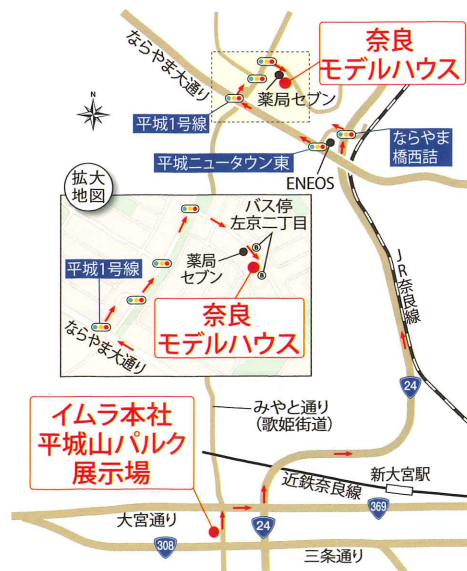 奈良
モデルハウス
ならやま大通り
薬局セブン
N
平城1号線
平城ニュータウン東
ならやま
橋西詰
ENEOS
拡大
地図
バス停
左京二丁目
B
薬局
セブン
B
平城1号線
奈良
モデルハウス
ならやま大通り
JR奈良線
24
イムラ本社
平城山パルク
展示場
みやと通り
(歌姫街道)
新大宮駅
近鉄奈良線
369
大宮通り
24
308
三条通り